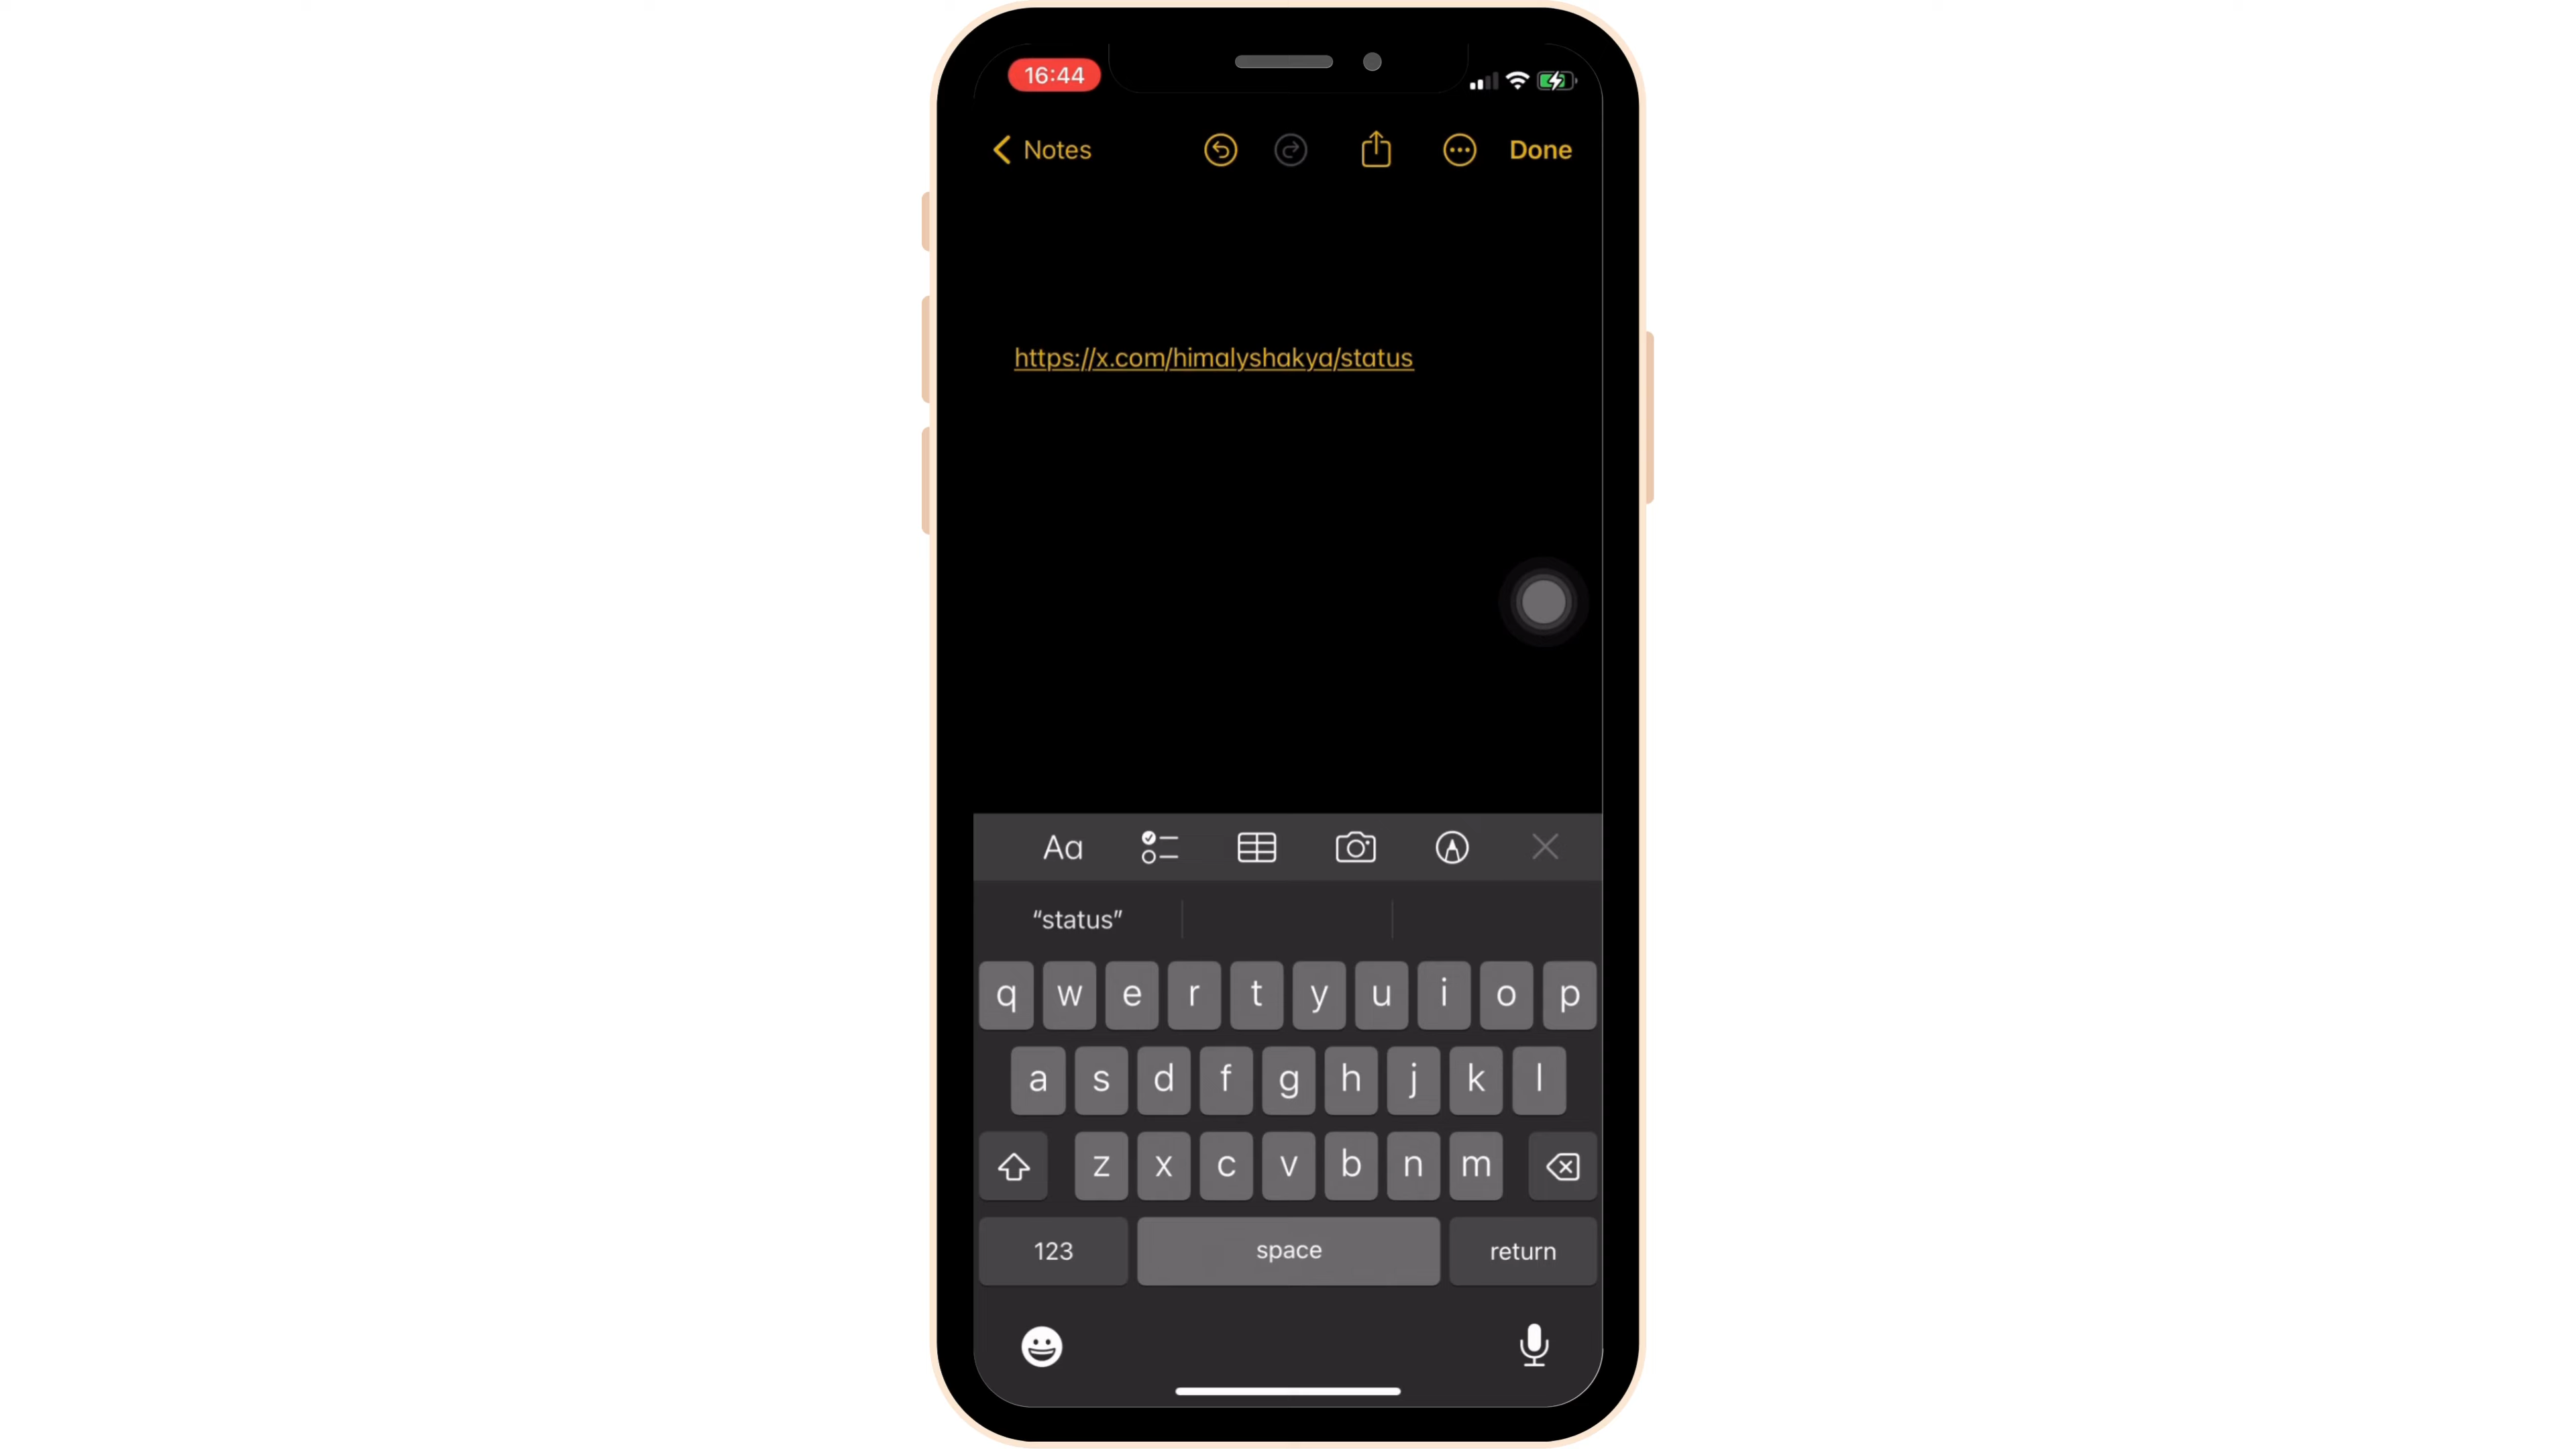 16:44
Notes
Done
https://x.com/himalyshakya/status
Aa
“status”
q w e r t y u i o p
a s d f g h j k l
z x c v b n m
123 space return